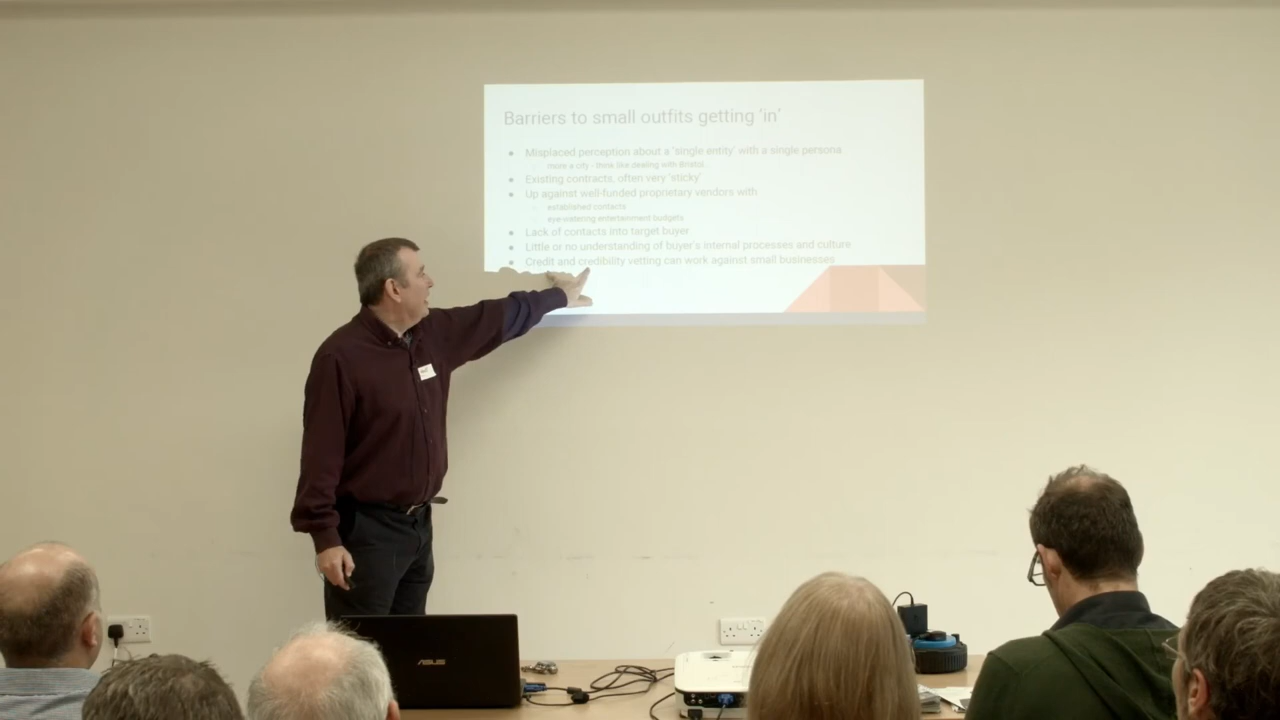 Barriers to small outfits getting 'in'
Misplaced perception about a 'single entity' with a single persona
more a city - think like dealing with Bristol
Existing contracts, often very 'sticky'
Up against well-funded proprietary vendors with
established contacts
eye-watering entertainment budgets
Lack of contacts into target buyer
Little or no understanding of buyer's internal processes and culture
Credit and credibility vetting can work against small businesses
ASUS